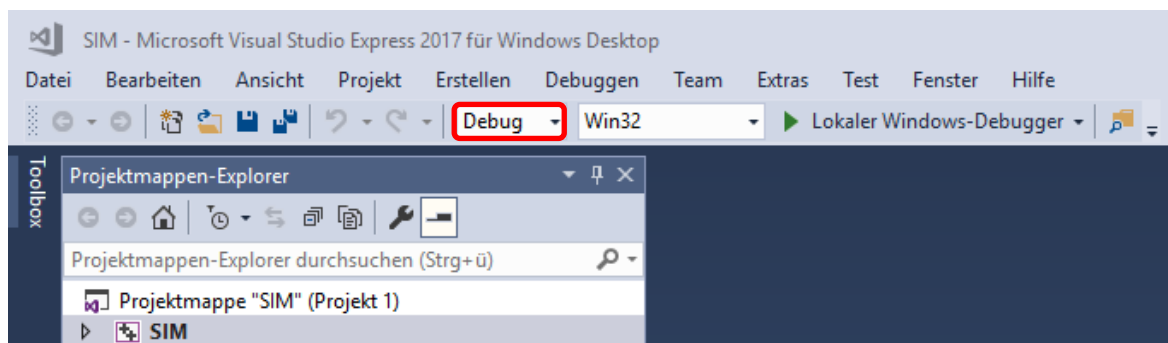 SIM - Microsoft Visual Studio Express 2017 für Windows Desktop
Datei Bearbeiten Ansicht Projekt Erstellen Debuggen Team Extras Test Fenster Hilfe
Debug Win32 Lokaler Windows-Debugger
Toolbox
Projektmappen-Explorer
Projektmappen-Explorer durchsuchen (Strg+ü)
Projektmappe "SIM" (Projekt 1)
SIM